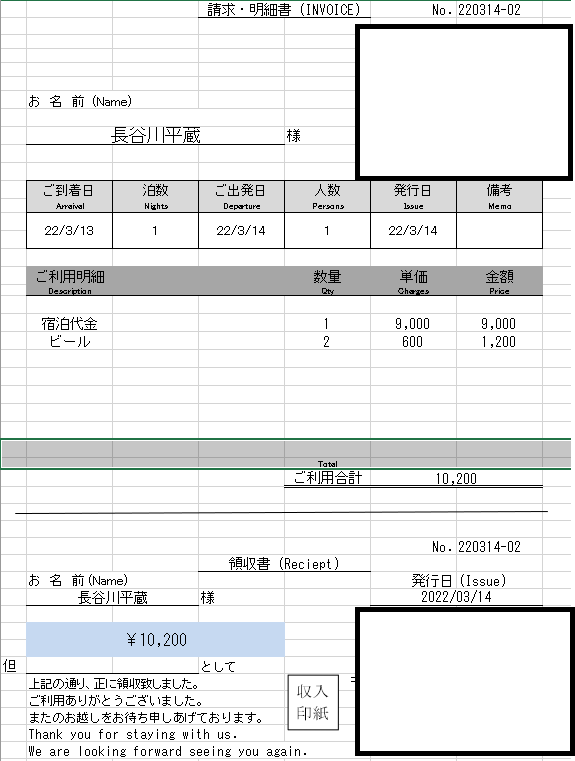 請求・明細書 (INVOICE) No. 220314-02
お 名 前 (Name)
長谷川平蔵 様
ご到着日 泊数 ご出発日 人数 発行日 備考
Arraival Nights Departure Persons Issue Memo
22/3/13 1 22/3/14 1 22/3/14
ご利用明細 数量 単価 金額
Description Qty Charges Price
宿泊代金 1 9,000 9,000
ビール 2 600 1,200
Total
ご利用合計 10,200
No. 220314-02
領収書 (Reciept)
お 名 前(Name) 発行日(Issue)
長谷川平蔵 様 2022/03/14
￥10,200
但 として
上記の通り、正に領収致しました。
ご利用ありがとうございました。
またのお越しをお待ち申しあげております。
Thank you for staying with us.
We are looking forward seeing you again.
収入
印紙